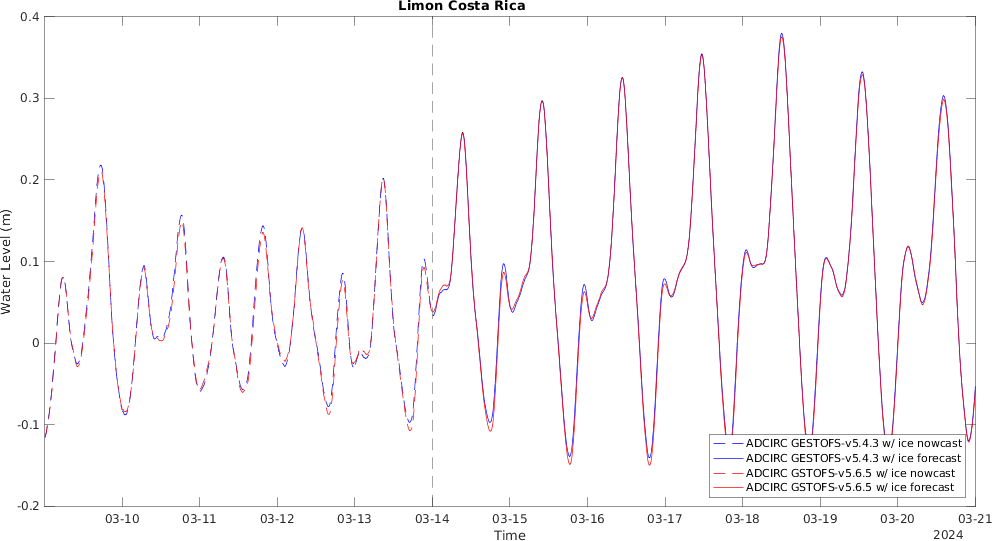 Limon Costa Rica
0.4
0.3
0.2
0.1
0
-0.1
-0.2
Water Level (m)
ADCIRC GESTOFS-v5.4.3 w/ ice nowcast
ADCIRC GESTOFS-v5.4.3 w/ ice forecast
ADCIRC GSTOFS-v5.6.5 w/ ice nowcast
ADCIRC GSTOFS-v5.6.5 w/ ice forecast
03-10 03-11 03-12 03-13 03-14 03-15 03-16 03-17 03-18 03-19 03-20 03-21
Time
2024